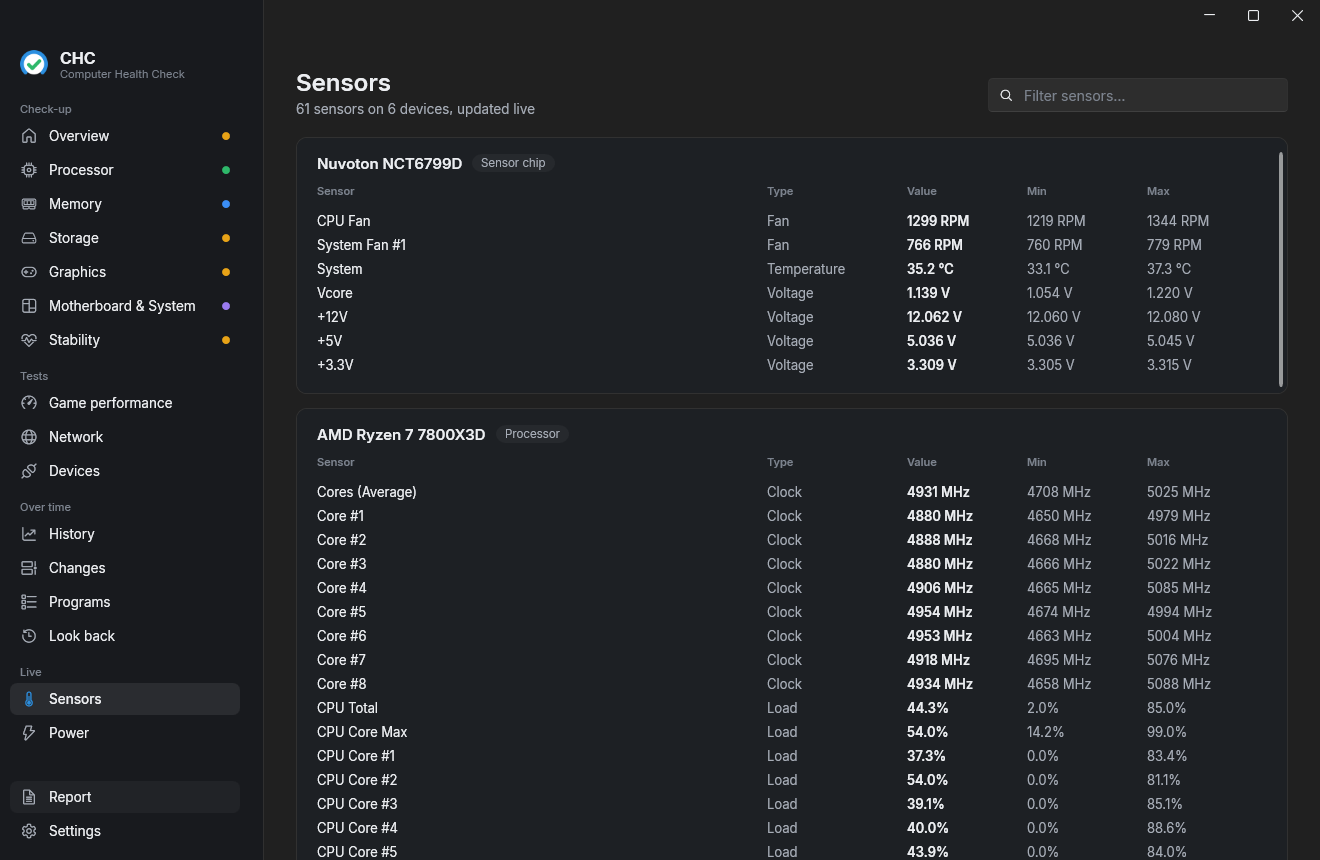 CHC
Computer Health Check
Check-up
Overview
Processor
Memory
Storage
Graphics
Motherboard & System
Stability
Tests
Game performance
Network
Devices
Over time
History
Changes
Programs
Look back
Live
Sensors
Power
Report
Settings
Sensors
61 sensors on 6 devices, updated live
Filter sensors...
Nuvoton NCT6799D Sensor chip
Sensor Type Value Min Max
CPU Fan Fan 1299 RPM 1219 RPM 1344 RPM
System Fan #1 Fan 766 RPM 760 RPM 779 RPM
System Temperature 35.2 °C 33.1 °C 37.3 °C
Vcore Voltage 1.139 V 1.054 V 1.220 V
+12V Voltage 12.062 V 12.060 V 12.080 V
+5V Voltage 5.036 V 5.036 V 5.045 V
+3.3V Voltage 3.309 V 3.305 V 3.315 V
AMD Ryzen 7 7800X3D Processor
Sensor Type Value Min Max
Cores (Average) Clock 4931 MHz 4708 MHz 5025 MHz
Core #1 Clock 4880 MHz 4650 MHz 4979 MHz
Core #2 Clock 4888 MHz 4668 MHz 5016 MHz
Core #3 Clock 4880 MHz 4666 MHz 5022 MHz
Core #4 Clock 4906 MHz 4665 MHz 5085 MHz
Core #5 Clock 4954 MHz 4674 MHz 4994 MHz
Core #6 Clock 4953 MHz 4663 MHz 5004 MHz
Core #7 Clock 4918 MHz 4695 MHz 5076 MHz
Core #8 Clock 4934 MHz 4658 MHz 5088 MHz
CPU Total Load 44.3% 2.0% 85.0%
CPU Core Max Load 54.0% 14.2% 99.0%
CPU Core #1 Load 37.3% 0.0% 83.4%
CPU Core #2 Load 54.0% 0.0% 81.1%
CPU Core #3 Load 39.1% 0.0% 85.1%
CPU Core #4 Load 40.0% 0.0% 88.6%
CPU Core #5 Load 43.9% 0.0% 84.0%